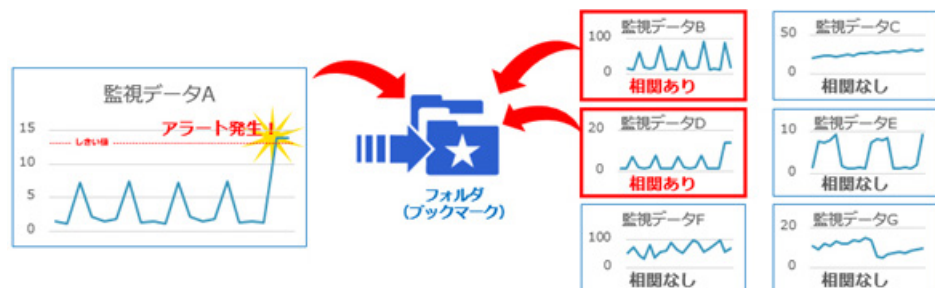 監視データA
15
アラート発生！
しきい値
10
5
0
フォルダ
（ブックマーク）
監視データB
100
0
相関あり
監視データC
50
0
相関なし
監視データD
20
0
相関あり
監視データE
10
0
相関なし
監視データF
100
0
相関なし
監視データG
20
0
相関なし